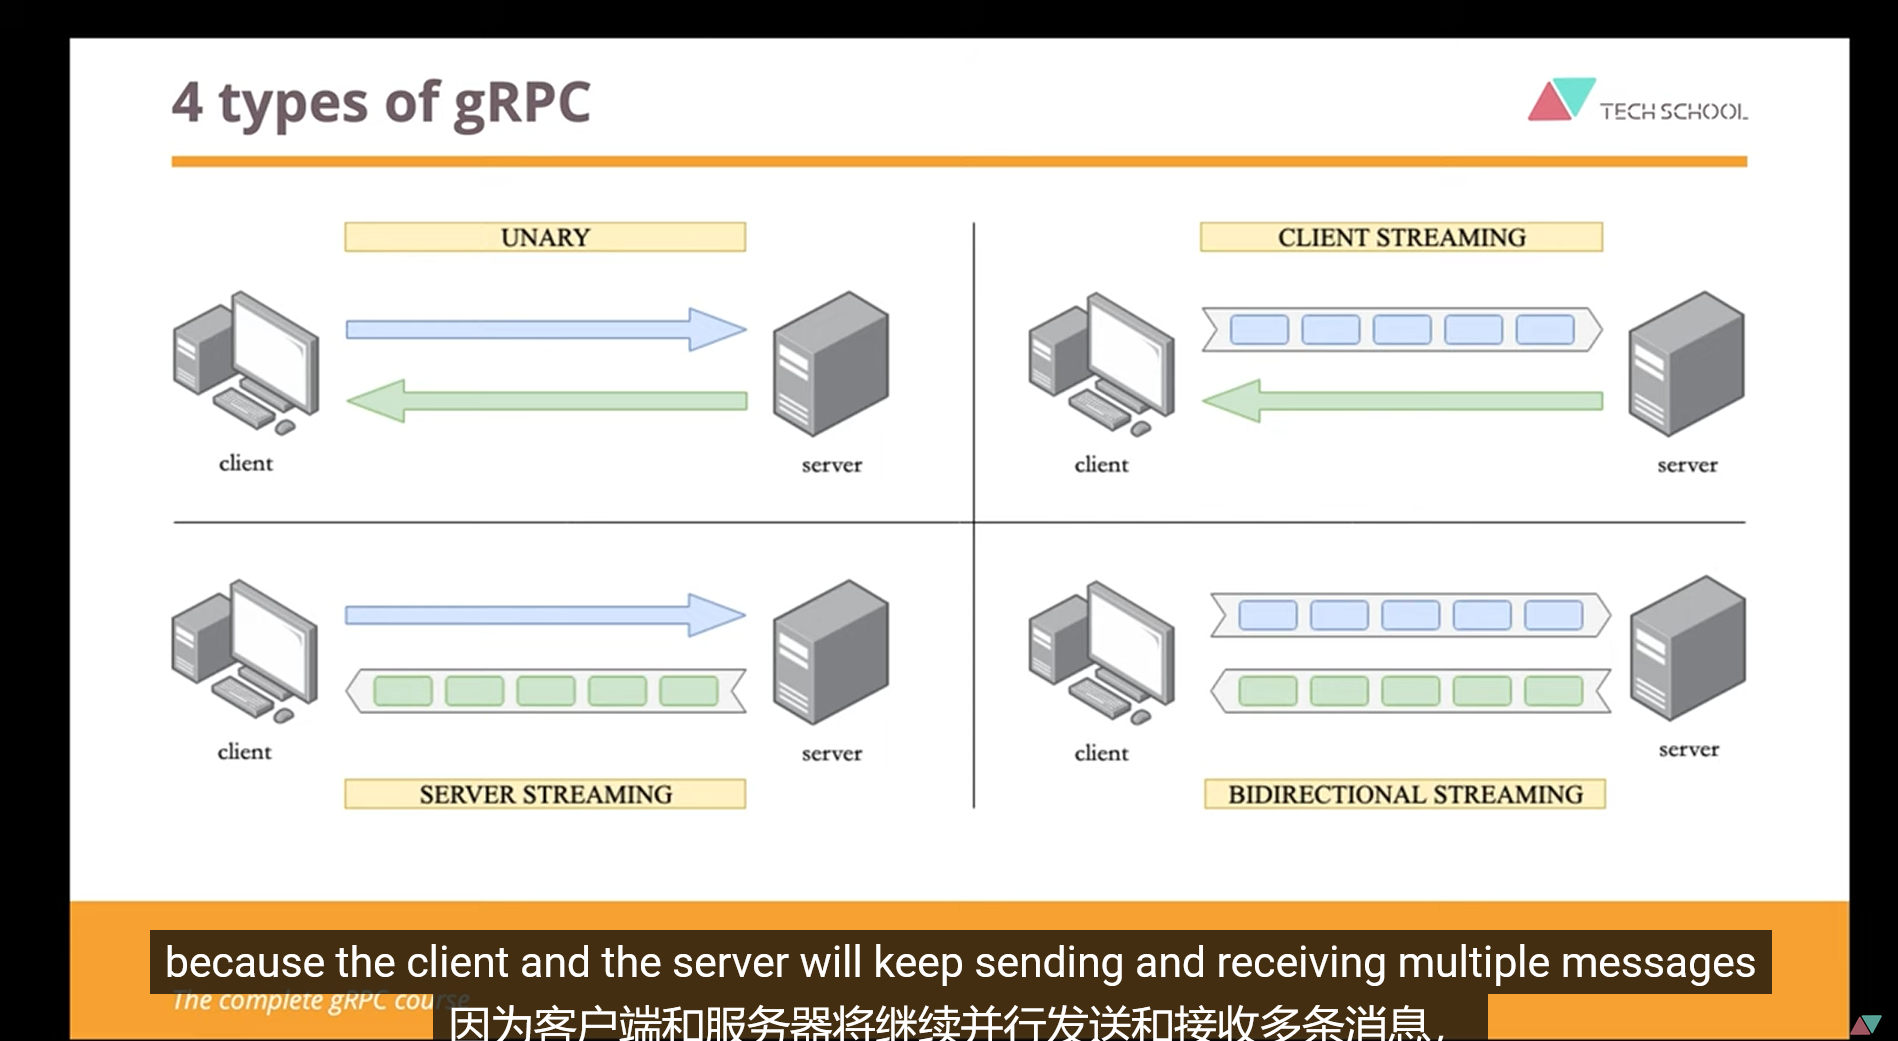 4 types of gRPC
TECH SCHOOL
UNARY
client
server
CLIENT STREAMING
client
server
client
server
SERVER STREAMING
client
server
BIDIRECTIONAL STREAMING
because the client and the server will keep sending and receiving multiple messages
The complete gRPC course
因为客户端和服务器将继续并行发送和接收多条消息，